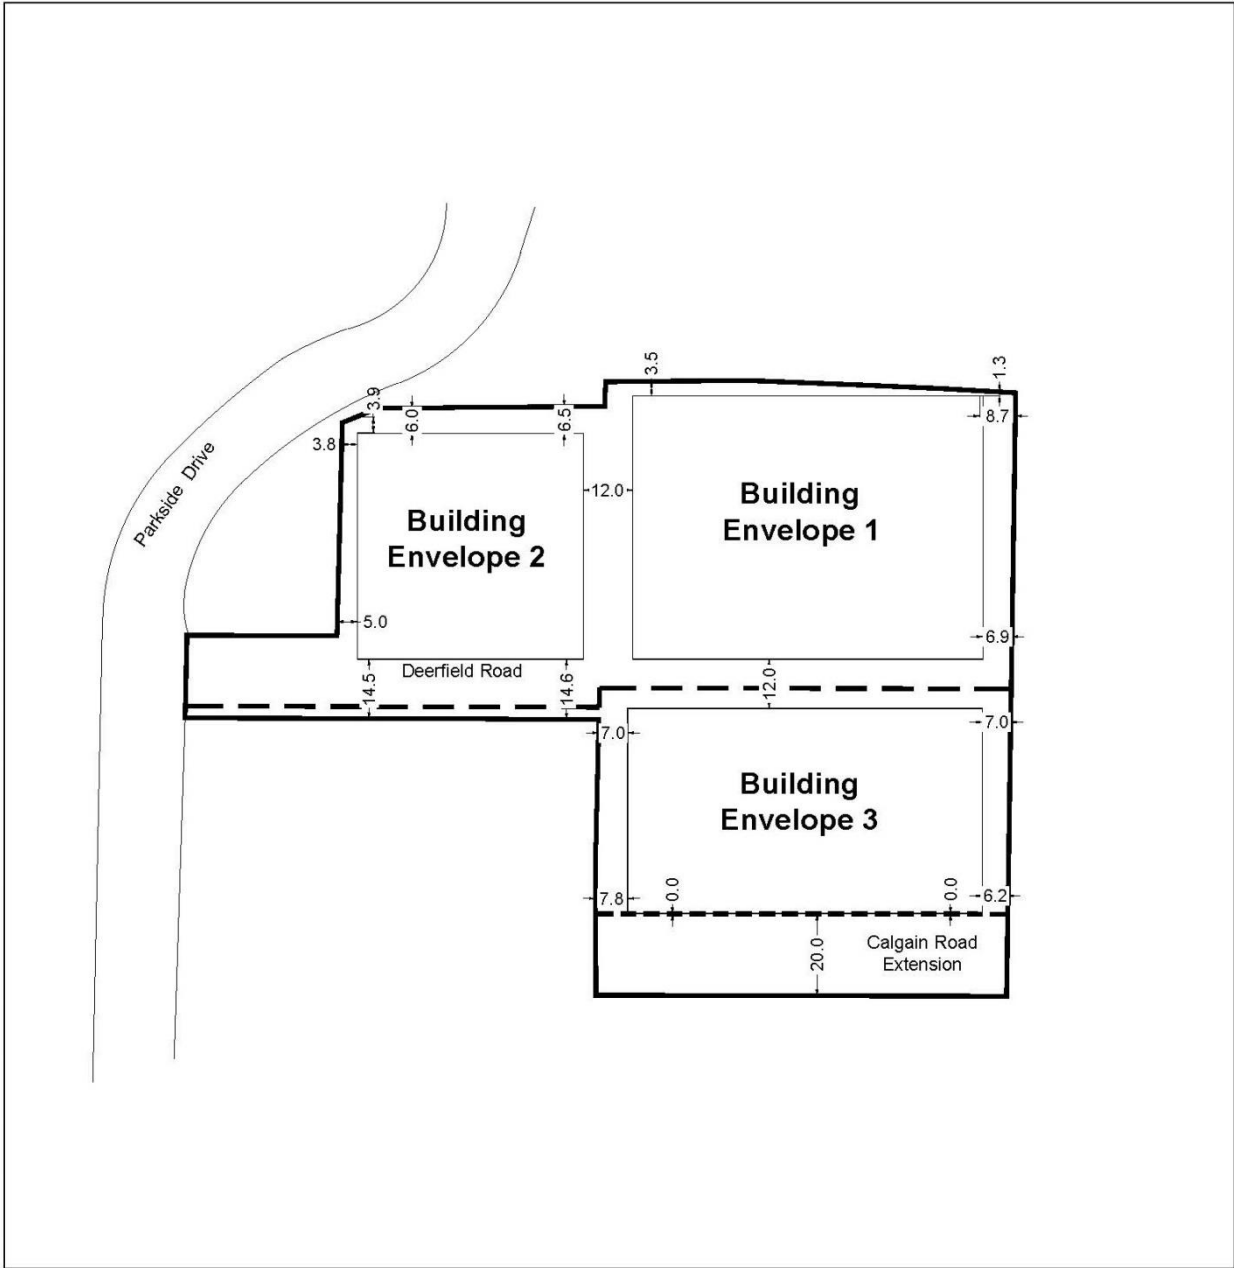 3.5
1.3
3.9
6.0
6.5
8.7
3.8
Parkside Drive
12.0
Building
Envelope 1
Building
Envelope 2
5.0
6.9
Deerfield Road
14.5
14.6
12.0
7.0
7.0
Building
Envelope 3
7.8
0.0
0.0
6.2
20.0
Calgain Road
Extension